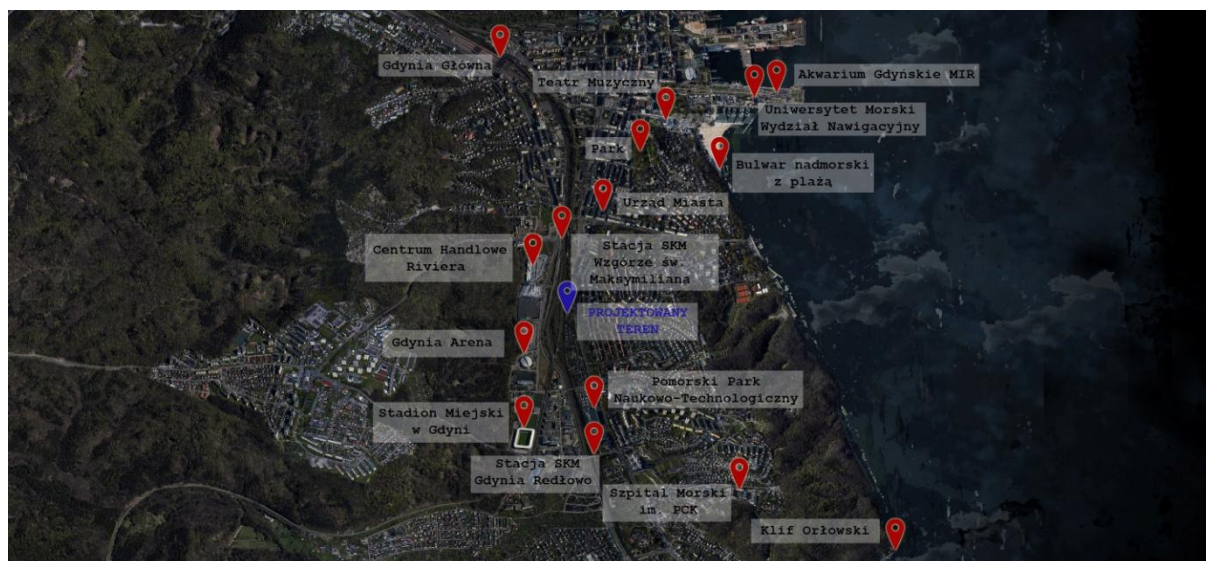 Gdynia Główna
Teatr Muzyczny
Akwarium Gdyńskie MIR
Uniwersytet Morski
Wydział Nawigacyjny
Park
Bulwar nadmorski
z plażą
Urząd Miasta
Centrum Handlowe
Riviera
Stacja SKM
Wzgórze św.
Maksymiliana
PROJEKTOWANY
TEREN
Gdynia Arena
Pomorski Park
Naukowo-Technologiczny
Stadion Miejski
w Gdyni
Stacja SKM
Gdynia Redłowo
Szpital Morski
im. PCK
Klif Orłowski